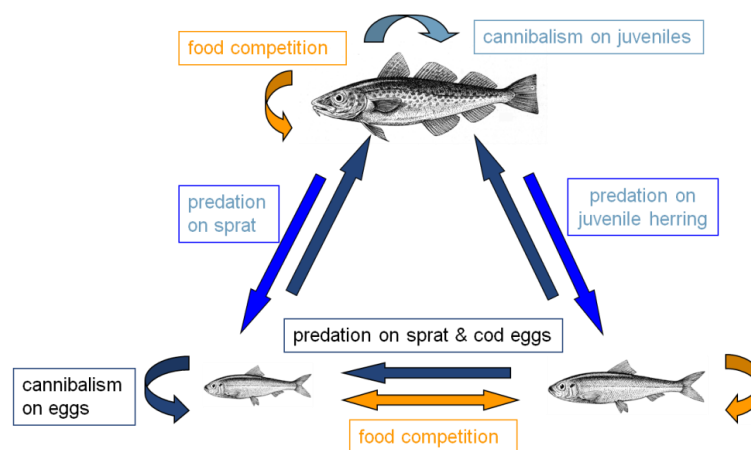 food competition
cannibalism on juveniles
predation
on sprat
predation on
juvenile herring
predation on sprat & cod eggs
cannibalism
on eggs
food competition